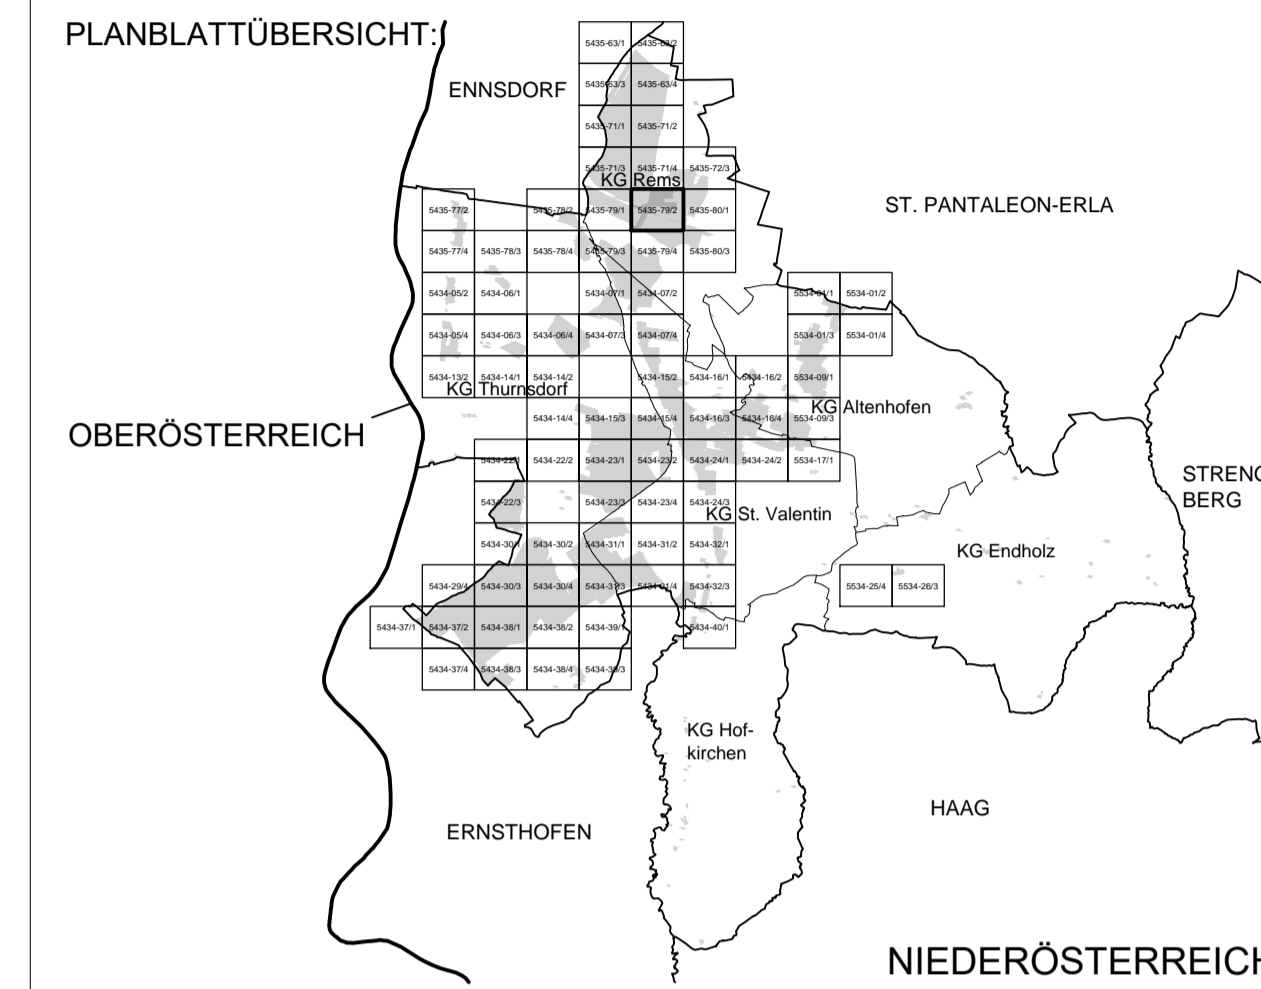 PLANBLATTÜBERSICHT:
5435-63/1 5435-63/2
ENNSDORF
5435-63/3 5435-63/4
5435-71/1 5435-71/2
5435-71/3 5435-71/4 5435-72/3
KG Rems
ST. PANTALEON-ERLA
5435-77/2 5435-78/2 5435-79/1 5435-79/2 5435-80/1
5435-77/4 5435-78/3 5435-78/4 5435-79/3 5435-79/4 5435-80/3
5434-05/2 5434-06/1 5434-07/1 5434-07/2 5534-01/1 5534-01/2
5434-05/4 5434-06/3 5434-06/4 5434-07/3 5434-07/4 5534-01/3 5534-01/4
5434-13/2 5434-14/1 5434-14/2 5434-15/2 5434-16/1 5434-16/2 5534-09/1
KG Thurnsdorf
KG Altenhofen
5434-14/4 5434-15/3 5434-15/4 5434-16/3 5434-16/4 5534-09/3
OBERÖSTERREICH
5434-22/1 5434-22/2 5434-23/1 5434-23/2 5434-24/1 5434-24/2 5534-17/1
STRENG
BERG
5434-22/3 5434-23/3 5434-23/4 5434-24/3
KG St. Valentin
5434-30/1 5434-30/2 5434-31/1 5434-31/2 5434-32/1
KG Endholz
5434-29/4 5434-30/3 5434-30/4 5434-31/3 5434-31/4 5434-32/3 5534-25/4 5534-26/3
5434-37/1 5434-37/2 5434-38/1 5434-38/2 5434-39/1 5434-40/1
5434-37/4 5434-38/3 5434-38/4 5434-39/3
KG Hof-
kirchen
HAAG
ERNSTHOFEN
NIEDERÖSTERREICH